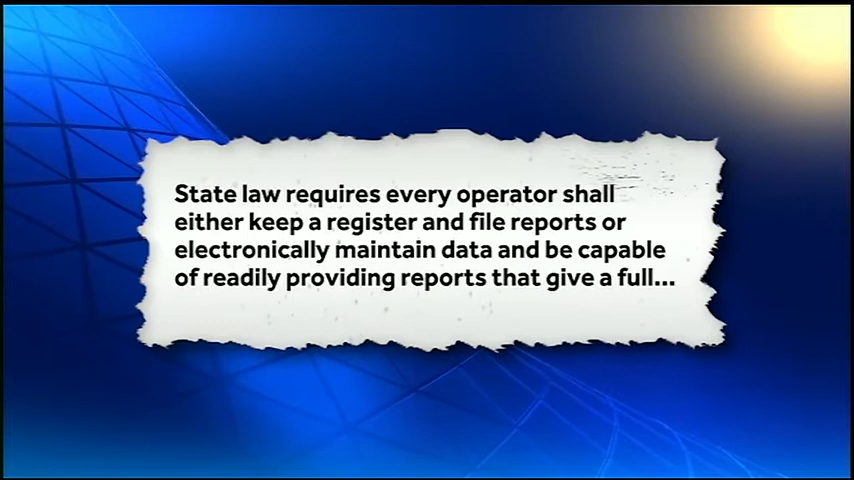 State law requires every operator shall
either keep a register and file reports or
electronically maintain data and be capable
of readily providing reports that give a full...